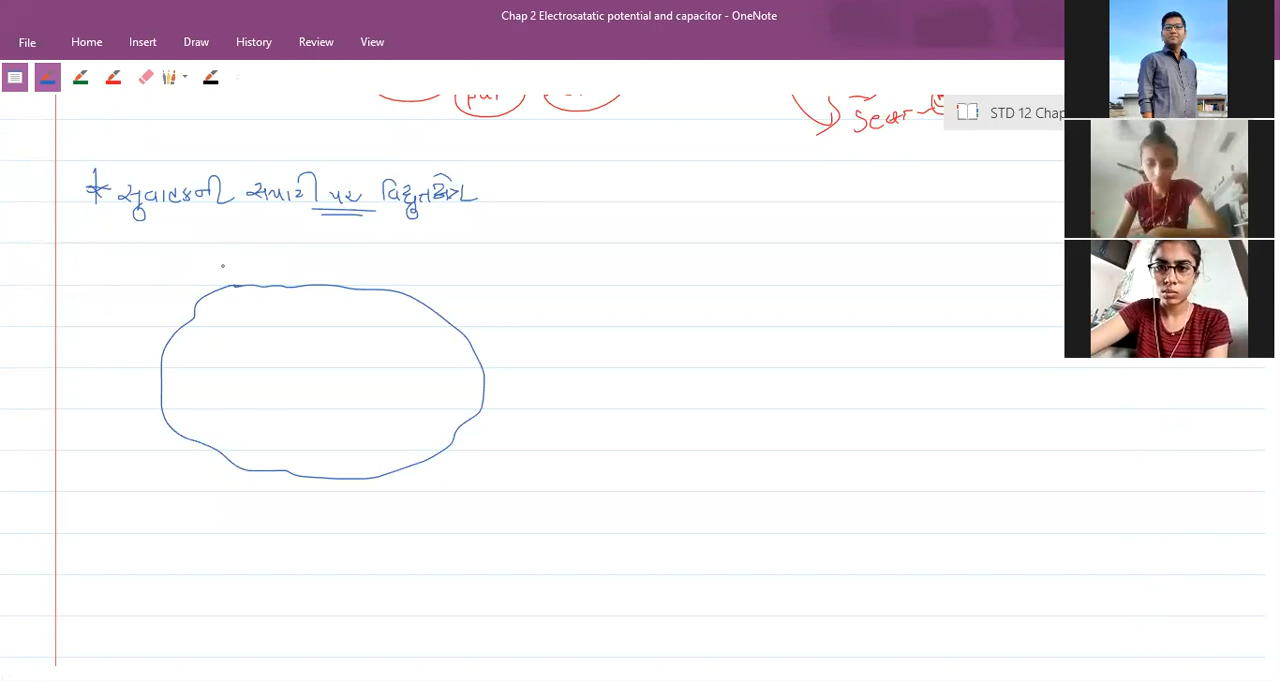 Chap 2 Electrosatatic potential and capacitor - OneNote
File Home Insert Draw History Review View
STD 12 Chap
* સુવાહકની સપાટી પર વિદ્યુતક્ષેત્ર